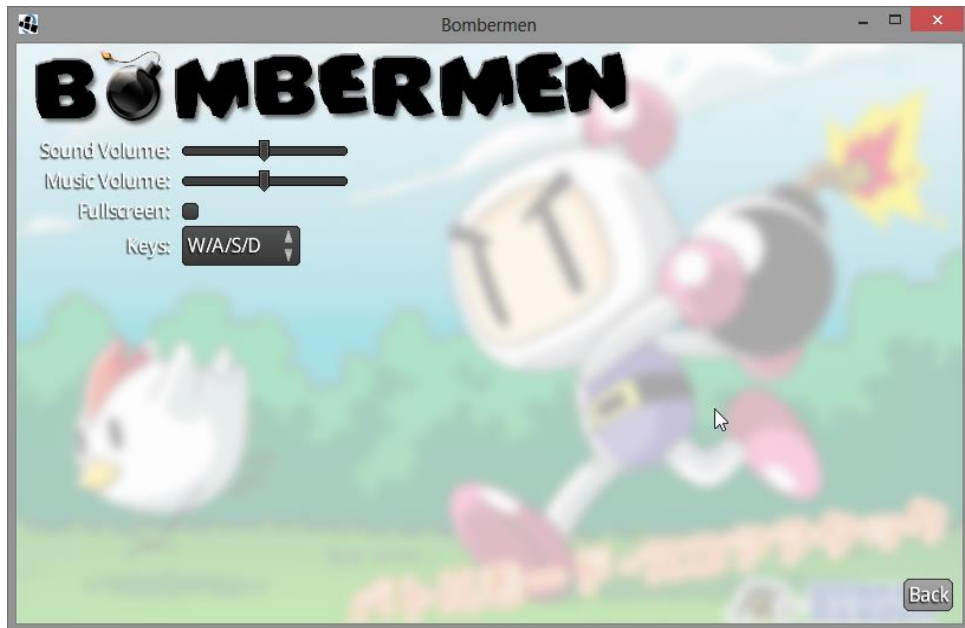 Bombermen
BOMBERMEN
Sound Volume:
Music Volume:
Fullscreen:
Keys: W/A/S/D
Back